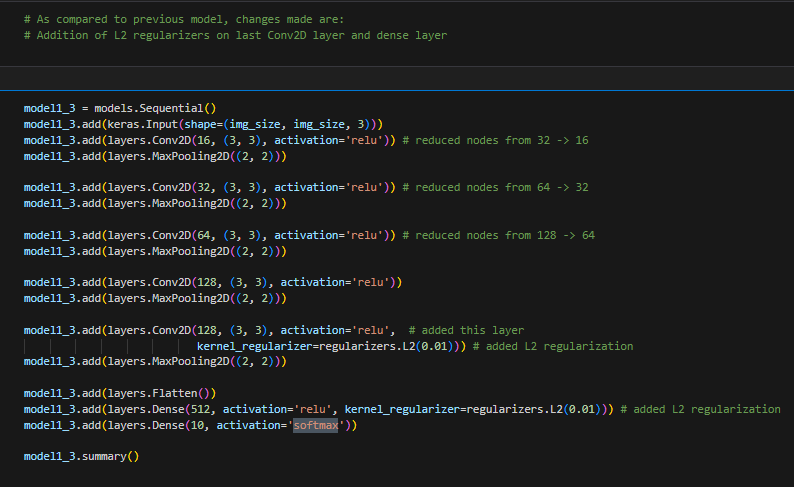 # As compared to previous model, changes made are:
# Addition of L2 regularizers on last Conv2D layer and dense layer
model1_3 = models.Sequential()
model1_3.add(keras.Input(shape=(img_size, img_size, 3)))
model1_3.add(layers.Conv2D(16, (3, 3), activation='relu')) # reduced nodes from 32 -> 16
model1_3.add(layers.MaxPooling2D((2, 2)))
model1_3.add(layers.Conv2D(32, (3, 3), activation='relu')) # reduced nodes from 64 -> 32
model1_3.add(layers.MaxPooling2D((2, 2)))
model1_3.add(layers.Conv2D(64, (3, 3), activation='relu')) # reduced nodes from 128 -> 64
model1_3.add(layers.MaxPooling2D((2, 2)))
model1_3.add(layers.Conv2D(128, (3, 3), activation='relu'))
model1_3.add(layers.MaxPooling2D((2, 2)))
model1_3.add(layers.Conv2D(128, (3, 3), activation='relu',  # added this layer
kernel_regularizer=regularizers.L2(0.01))) # added L2 regularization
model1_3.add(layers.MaxPooling2D((2, 2)))
model1_3.add(layers.Flatten())
model1_3.add(layers.Dense(512, activation='relu', kernel_regularizer=regularizers.L2(0.01))) # added L2 regularization
model1_3.add(layers.Dense(10, activation='softmax'))
model1_3.summary()